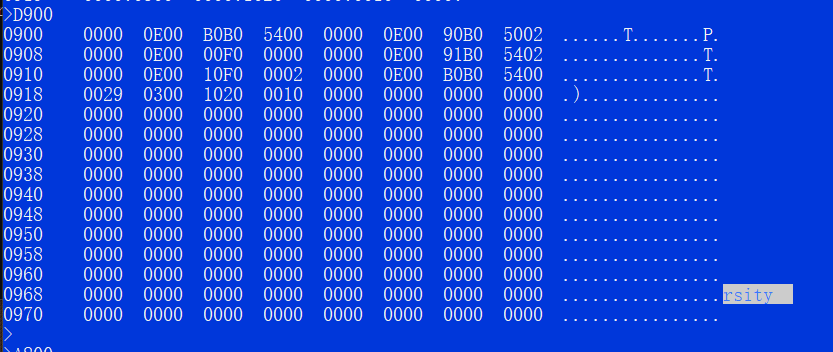 >D900
0900 0000 0E00 B0B0 5400 0000 0E00 90B0 5002 ......T.......P.
0908 0000 0E00 00F0 0000 0000 0E00 91B0 5402 ..............T.
0910 0000 0E00 10F0 0002 0000 0E00 B0B0 5400 ..............T.
0918 0029 0300 1020 0010 0000 0000 0000 0000 .)..............
0920 0000 0000 0000 0000 0000 0000 0000 0000 ................
0928 0000 0000 0000 0000 0000 0000 0000 0000 ................
0930 0000 0000 0000 0000 0000 0000 0000 0000 ................
0938 0000 0000 0000 0000 0000 0000 0000 0000 ................
0940 0000 0000 0000 0000 0000 0000 0000 0000 ................
0948 0000 0000 0000 0000 0000 0000 0000 0000 ................
0950 0000 0000 0000 0000 0000 0000 0000 0000 ................
0958 0000 0000 0000 0000 0000 0000 0000 0000 ................
0960 0000 0000 0000 0000 0000 0000 0000 0000 ................
0968 0000 0000 0000 0000 0000 0000 0000 0000 ................rsity
0970 0000 0000 0000 0000 0000 0000 0000 0000 ................
>